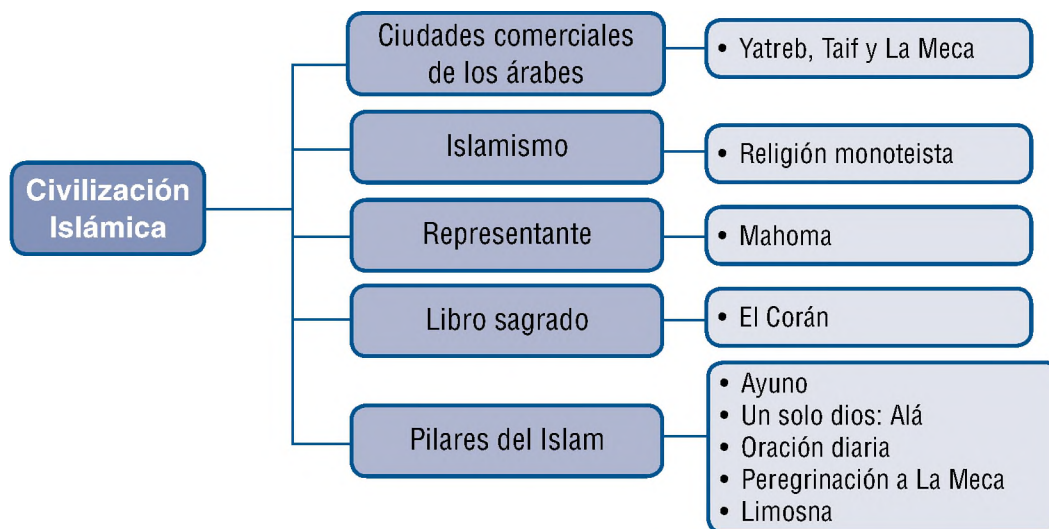 Civilización
Islámica
Ciudades comerciales
de los árabes
• Yatreb, Taif y La Meca
Islamismo
• Religión monoteista
Representante
• Mahoma
Libro sagrado
• El Corán
Pilares del Islam
• Ayuno
• Un solo dios: Alá
• Oración diaria
• Peregrinación a La Meca
• Limosna